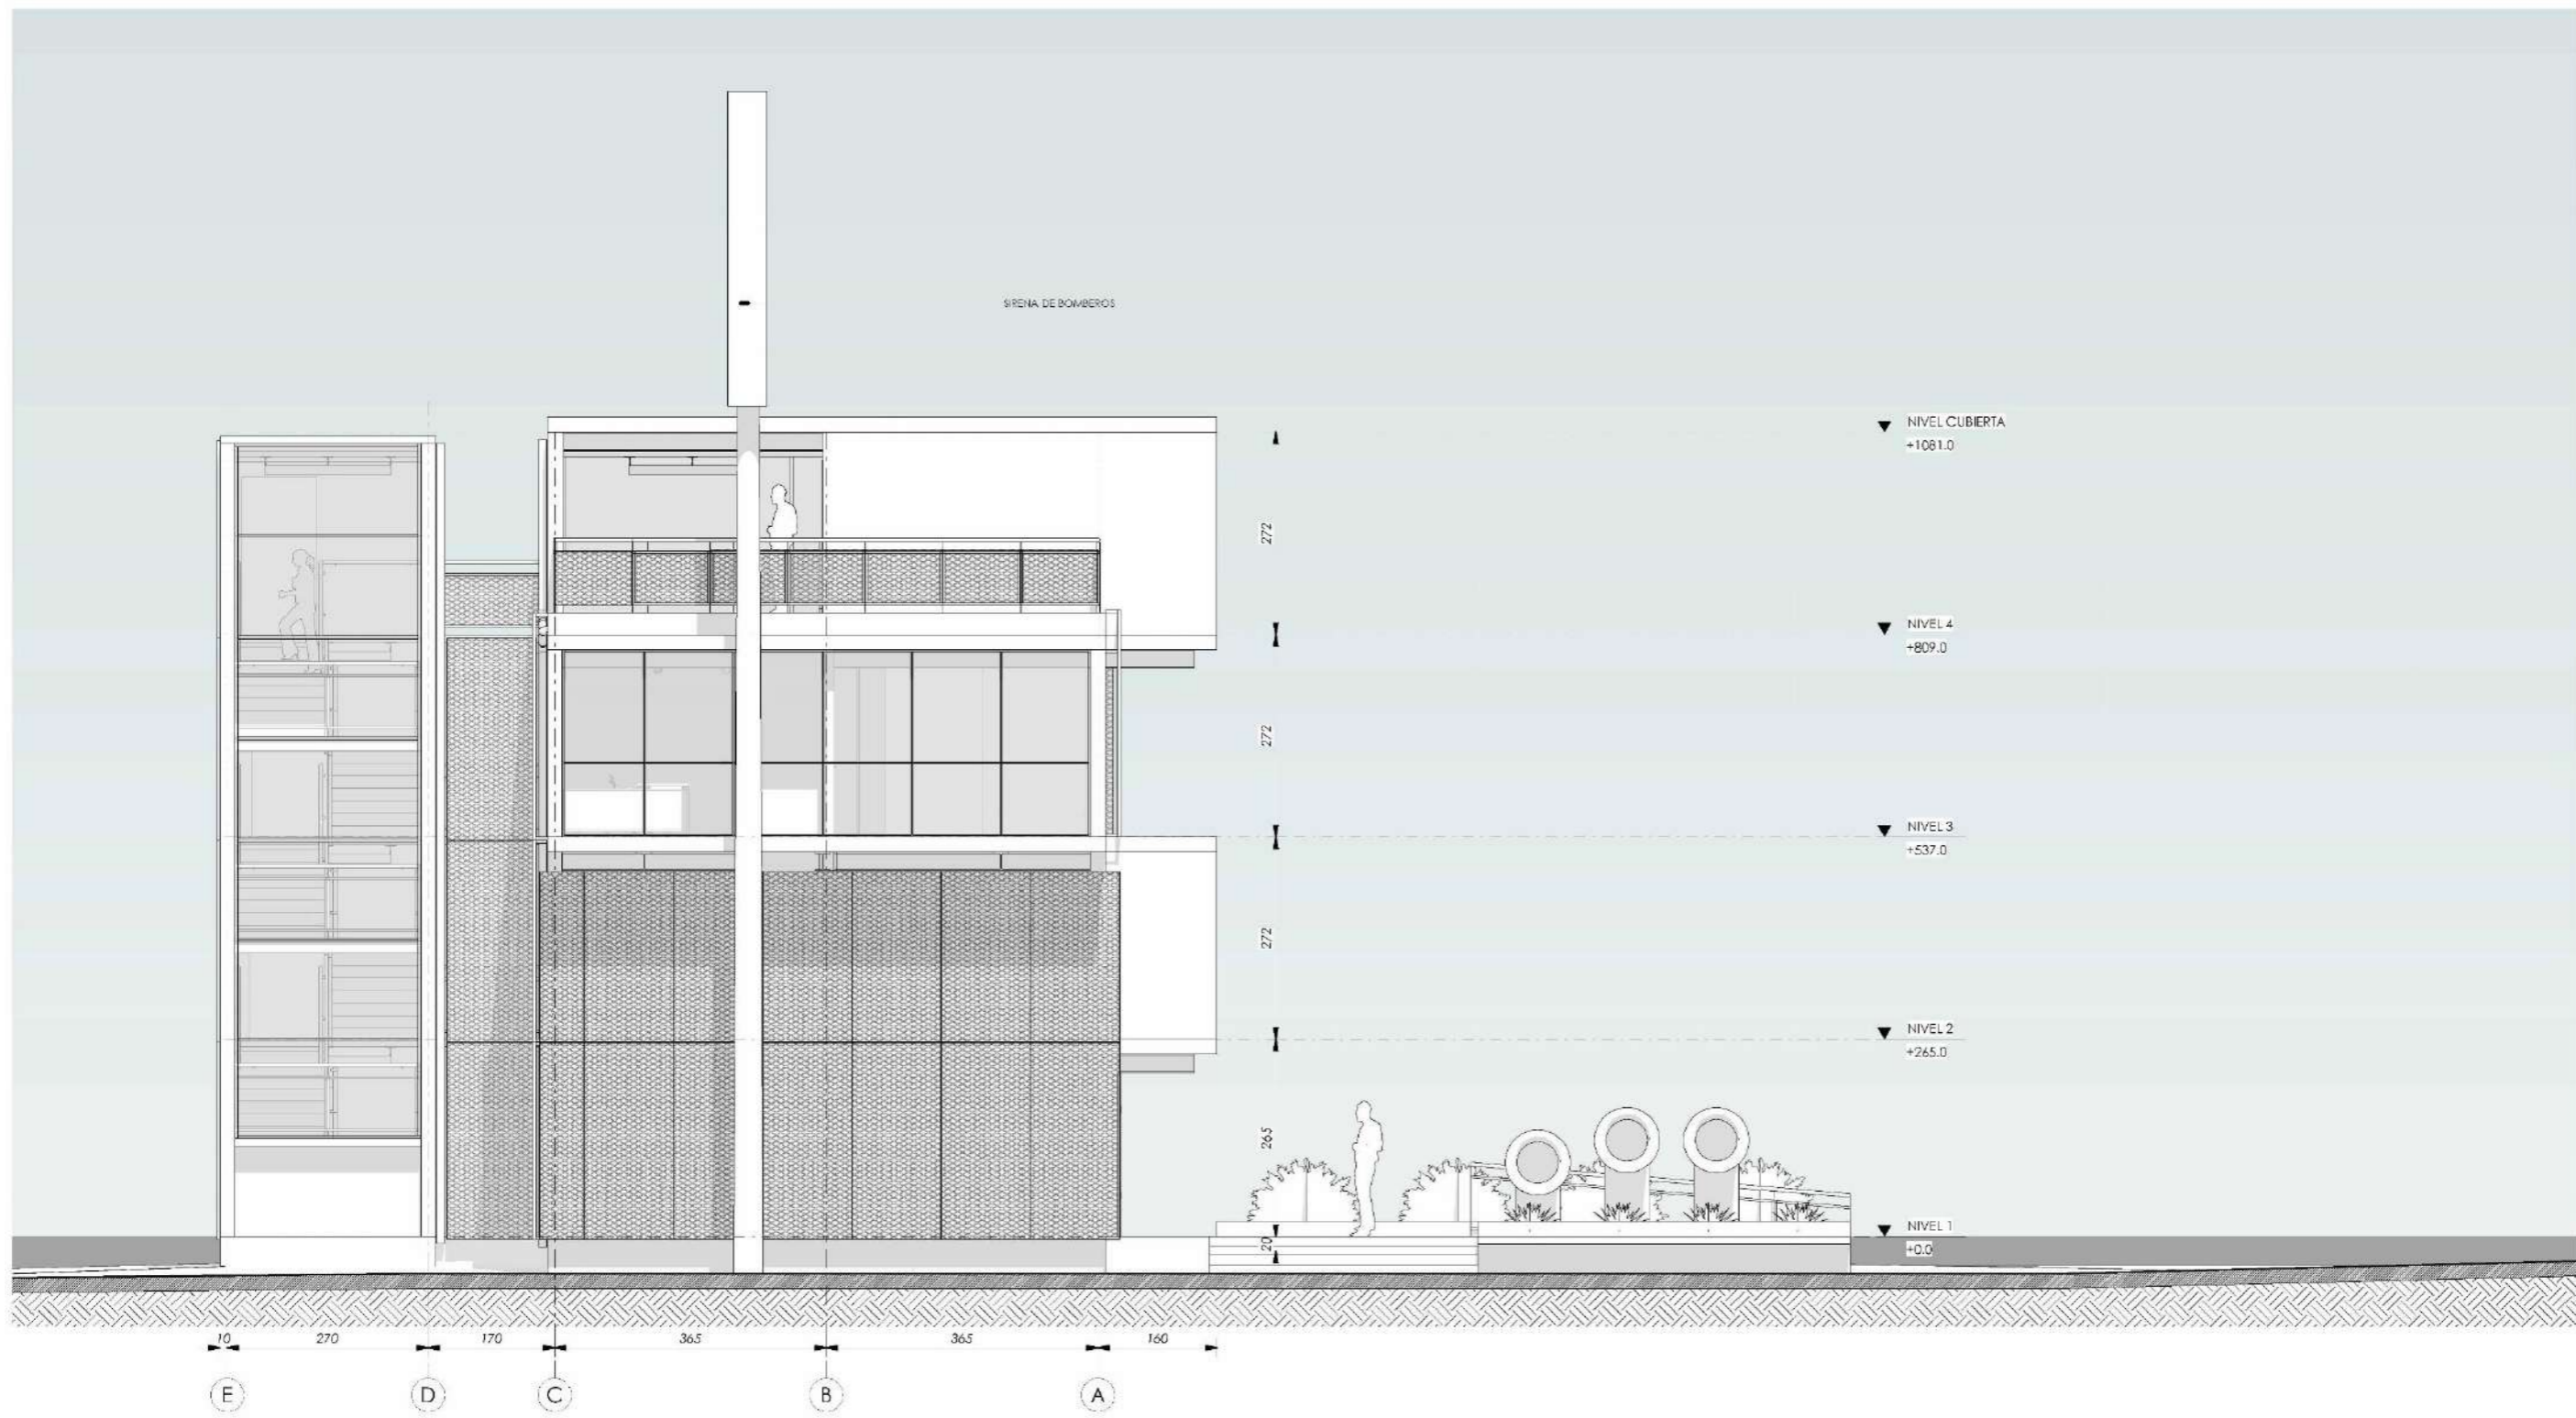 SIRENA DE BOMBEROS
NIVEL CUBIERTA
+1081.0
272
NIVEL 4
+809.0
272
NIVEL 3
+537.0
272
NIVEL 2
+265.0
265
NIVEL 1
+0.0
20
10 270 170 365 365 160
E D C B A